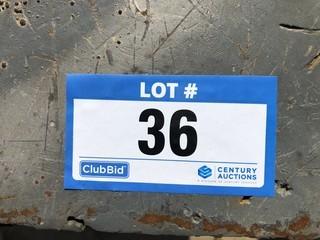 LOT #
36
ClubBid
CENTURY
AUCTIONS